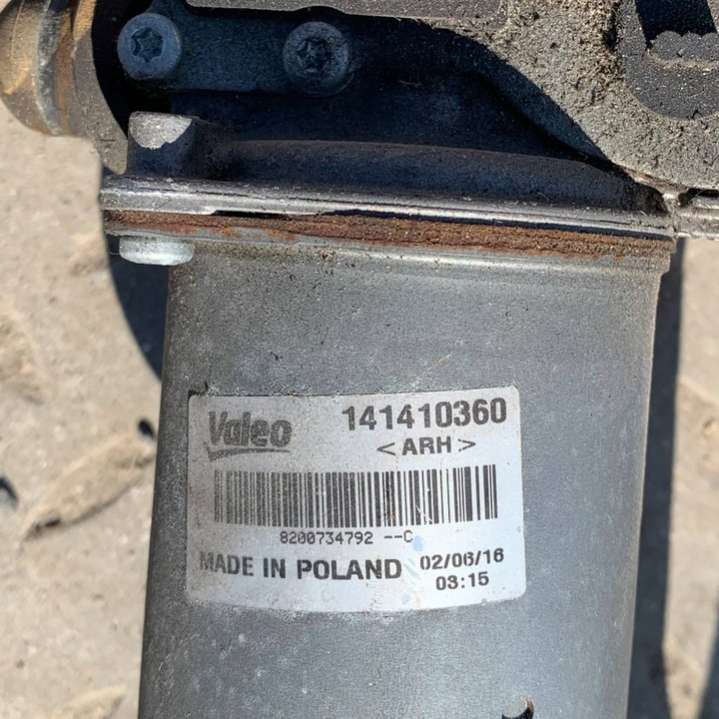 Valeo 141410360
<ARH>
8200734792 --C
MADE IN POLAND 02/06/16
03:15